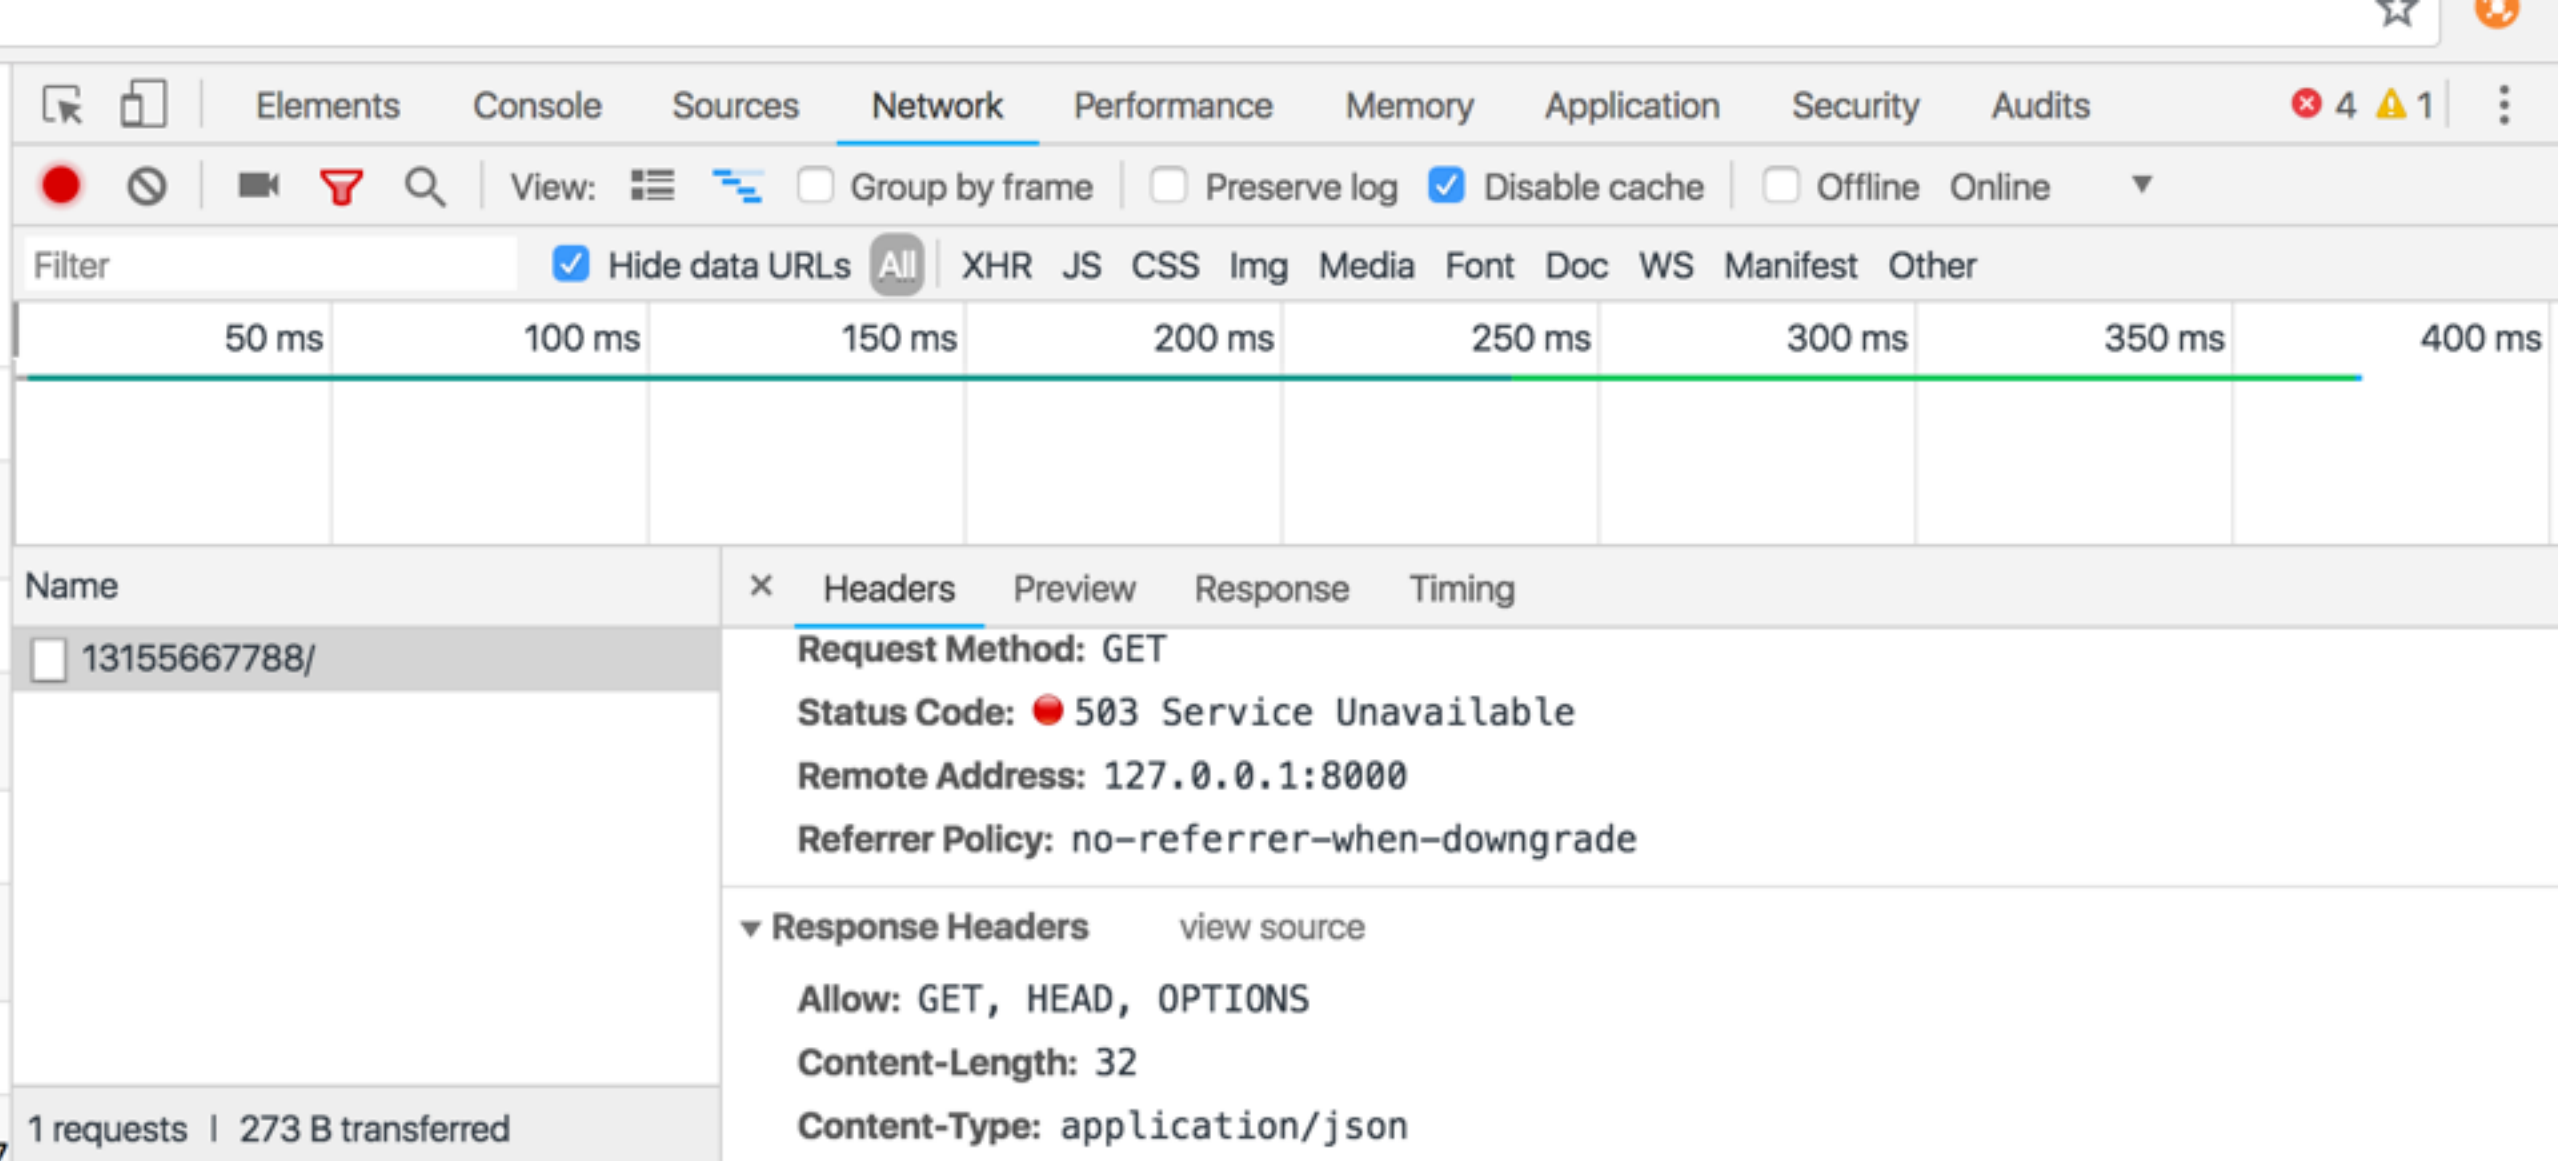 Elements Console Sources Network Performance Memory Application Security Audits 4 1
View: Group by frame Preserve log Disable cache Offline Online
Filter Hide data URLs All XHR JS CSS Img Media Font Doc WS Manifest Other
50 ms 100 ms 150 ms 200 ms 250 ms 300 ms 350 ms 400 ms
Name
13155667788/
1 requests | 273 B transferred
× Headers Preview Response Timing
Request Method: GET
Status Code: 503 Service Unavailable
Remote Address: 127.0.0.1:8000
Referrer Policy: no-referrer-when-downgrade
Response Headers view source
Allow: GET, HEAD, OPTIONS
Content-Length: 32
Content-Type: application/json